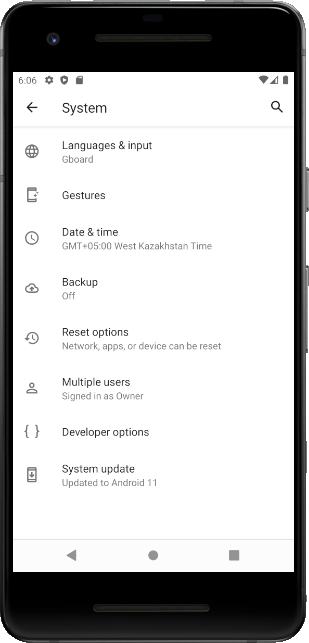 6:06
System
Languages & input
Gboard
Gestures
Date & time
GMT+05:00 West Kazakhstan Time
Backup
Off
Reset options
Network, apps, or device can be reset
Multiple users
Signed in as Owner
{ } Developer options
System update
Updated to Android 11